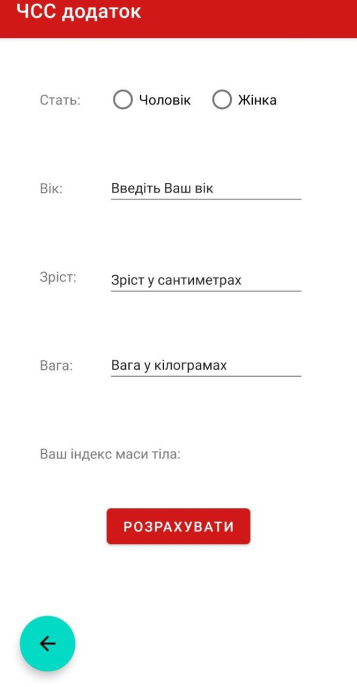 ЧСС додаток
Стать: Чоловік Жінка
Вік: Введіть Ваш вік
Зріст: Зріст у сантиметрах
Вага: Вага у кілограмах
Ваш індекс маси тіла:
РОЗРАХУВАТИ